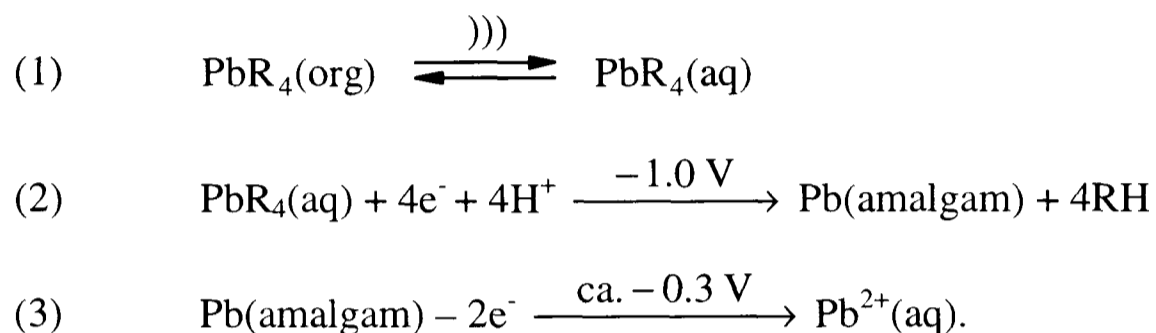 (1) PbR₄(org) ⇌ ))) PbR₄(aq)
(2) PbR₄(aq) + 4e⁻ + 4H⁺ → −1.0 V Pb(amalgam) + 4RH
(3) Pb(amalgam) − 2e⁻ → ca. −0.3 V Pb²⁺(aq).